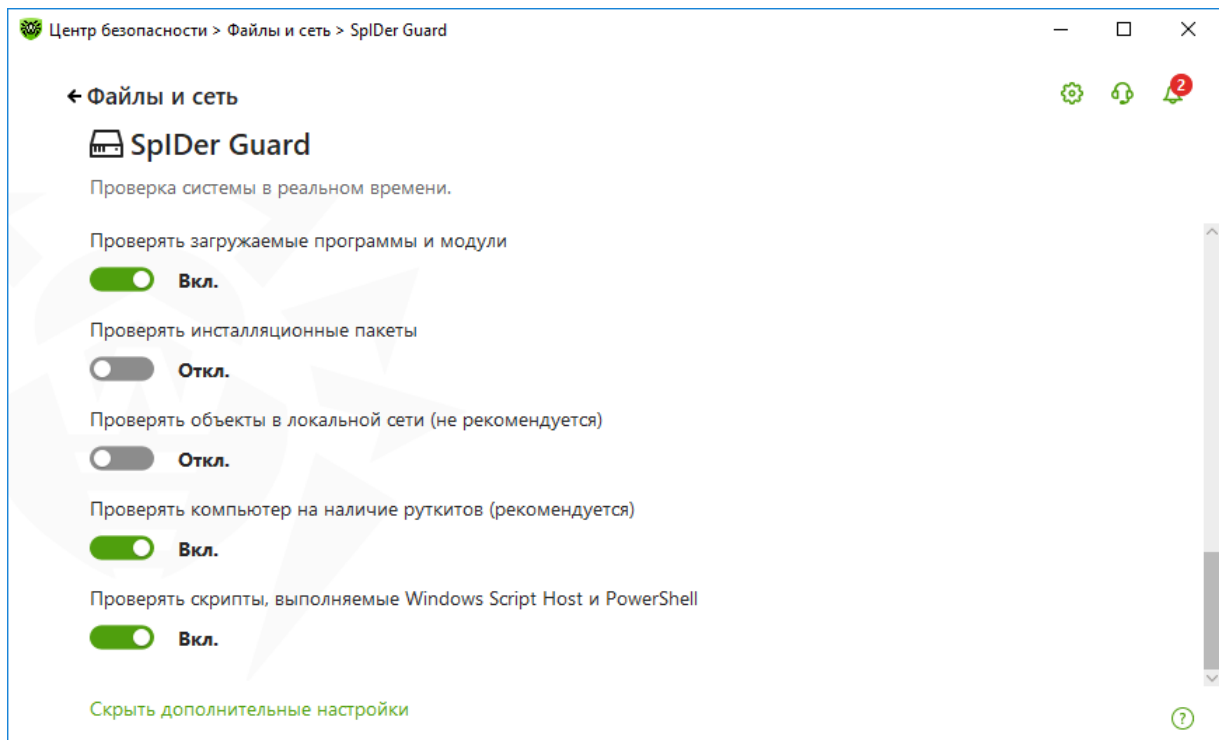 Центр безопасности > Файлы и сеть > SpIDer Guard
Файлы и сеть
2
SpIDer Guard
Проверка системы в реальном времени.
Проверять загружаемые программы и модули
Вкл.
Проверять инсталляционные пакеты
Откл.
Проверять объекты в локальной сети (не рекомендуется)
Откл.
Проверять компьютер на наличие руткитов (рекомендуется)
Вкл.
Проверять скрипты, выполняемые Windows Script Host и PowerShell
Вкл.
Скрыть дополнительные настройки
?